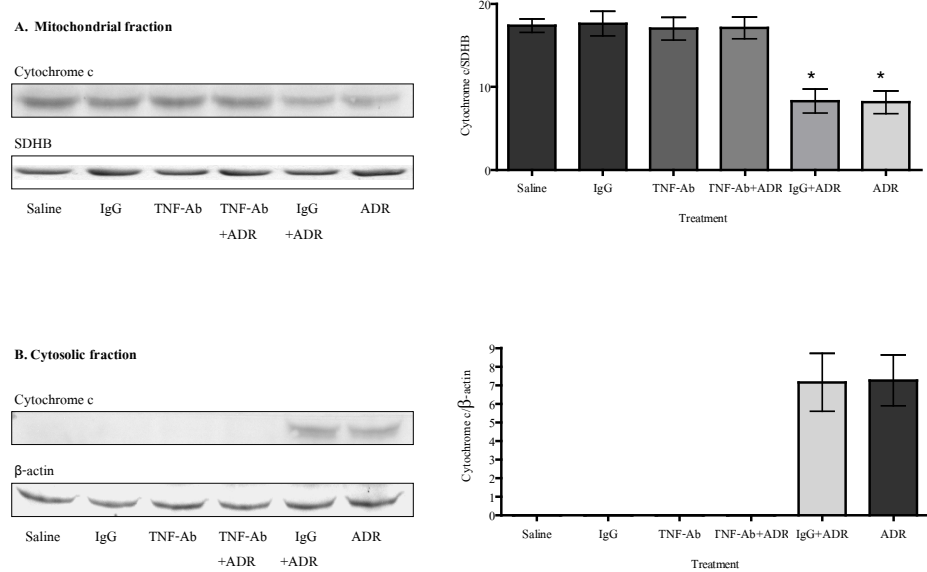 A. Mitochondrial fraction
Cytochrome c
SDHB
Saline IgG TNF-Ab TNF-Ab IgG ADR
+ADR +ADR
20
10
0
Cytochrome c/SDHB
* *
Saline IgG TNF-Ab TNF-Ab+ADR IgG+ADR ADR
Treatment
B. Cytosolic fraction
Cytochrome c
β-actin
Saline IgG TNF-Ab TNF-Ab IgG ADR
+ADR +ADR
9
8
7
6
5
4
3
2
1
0
Cytochrome c/β-actin
Saline IgG TNF-Ab TNF-Ab+ADR IgG+ADR ADR
Treatment